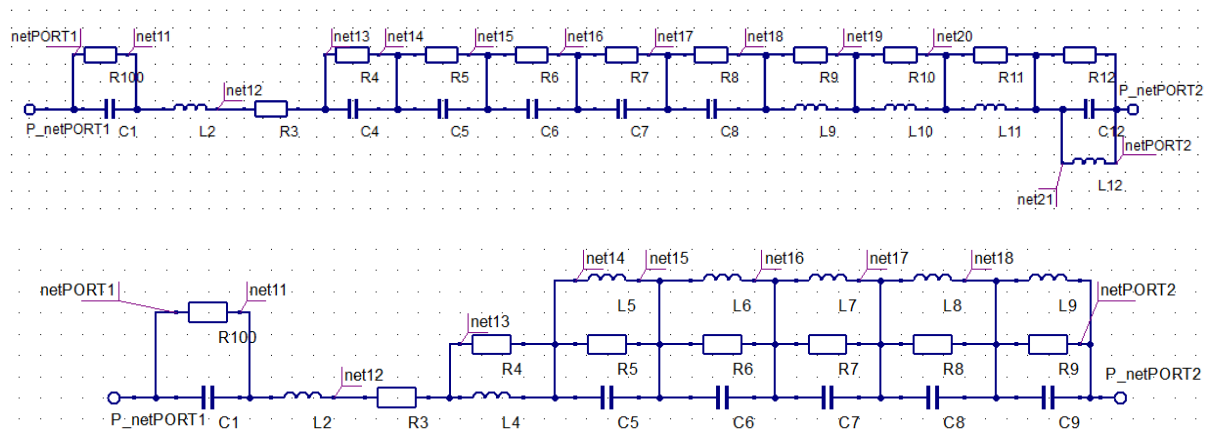 netPORT1 net11 net13 net14 net15 net16 net17 net18 net19 net20
R100 R4 R5 R6 R7 R8 R9 R10 R11 R12
net12 P_netPORT2
P_netPORT1 C1 L2 R3 C4 C5 C6 C7 C8 L9 L10 L11 C12
netPORT2
L12
net21
net14 net15 net16 net17 net18
netPORT1 net11 netPORT2
L5 L6 L7 L8 L9
net13
R100
R4 R5 R6 R7 R8 R9
net12 P_netPORT2
P_netPORT1 C1 L2 R3 L4 C5 C6 C7 C8 C9